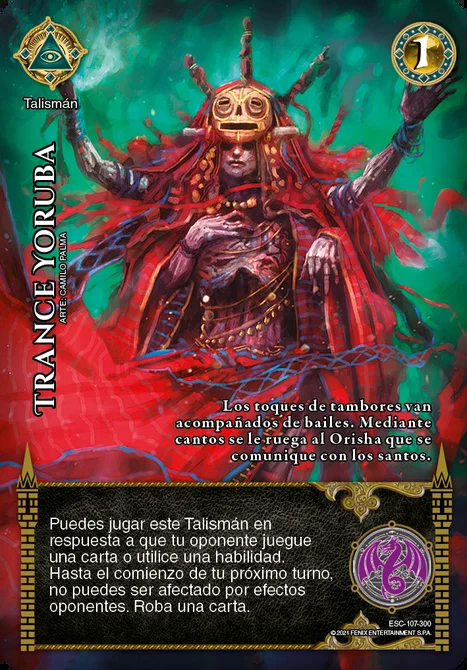 1
Talismán
TRANCE YORUBA
ARTE: CAMILO PALMA
Los toques de tambores van
acompañados de bailes. Mediante
cantos se le ruega al Orisha que se
comunique con los santos.
Puedes jugar este Talismán en
respuesta a que tu oponente juegue
una carta o utilice una habilidad.
Hasta el comienzo de tu próximo turno,
no puedes ser afectado por efectos
oponentes. Roba una carta.
ESC-107-300
©2021 FENIX ENTERTAINMENT S.P.A.